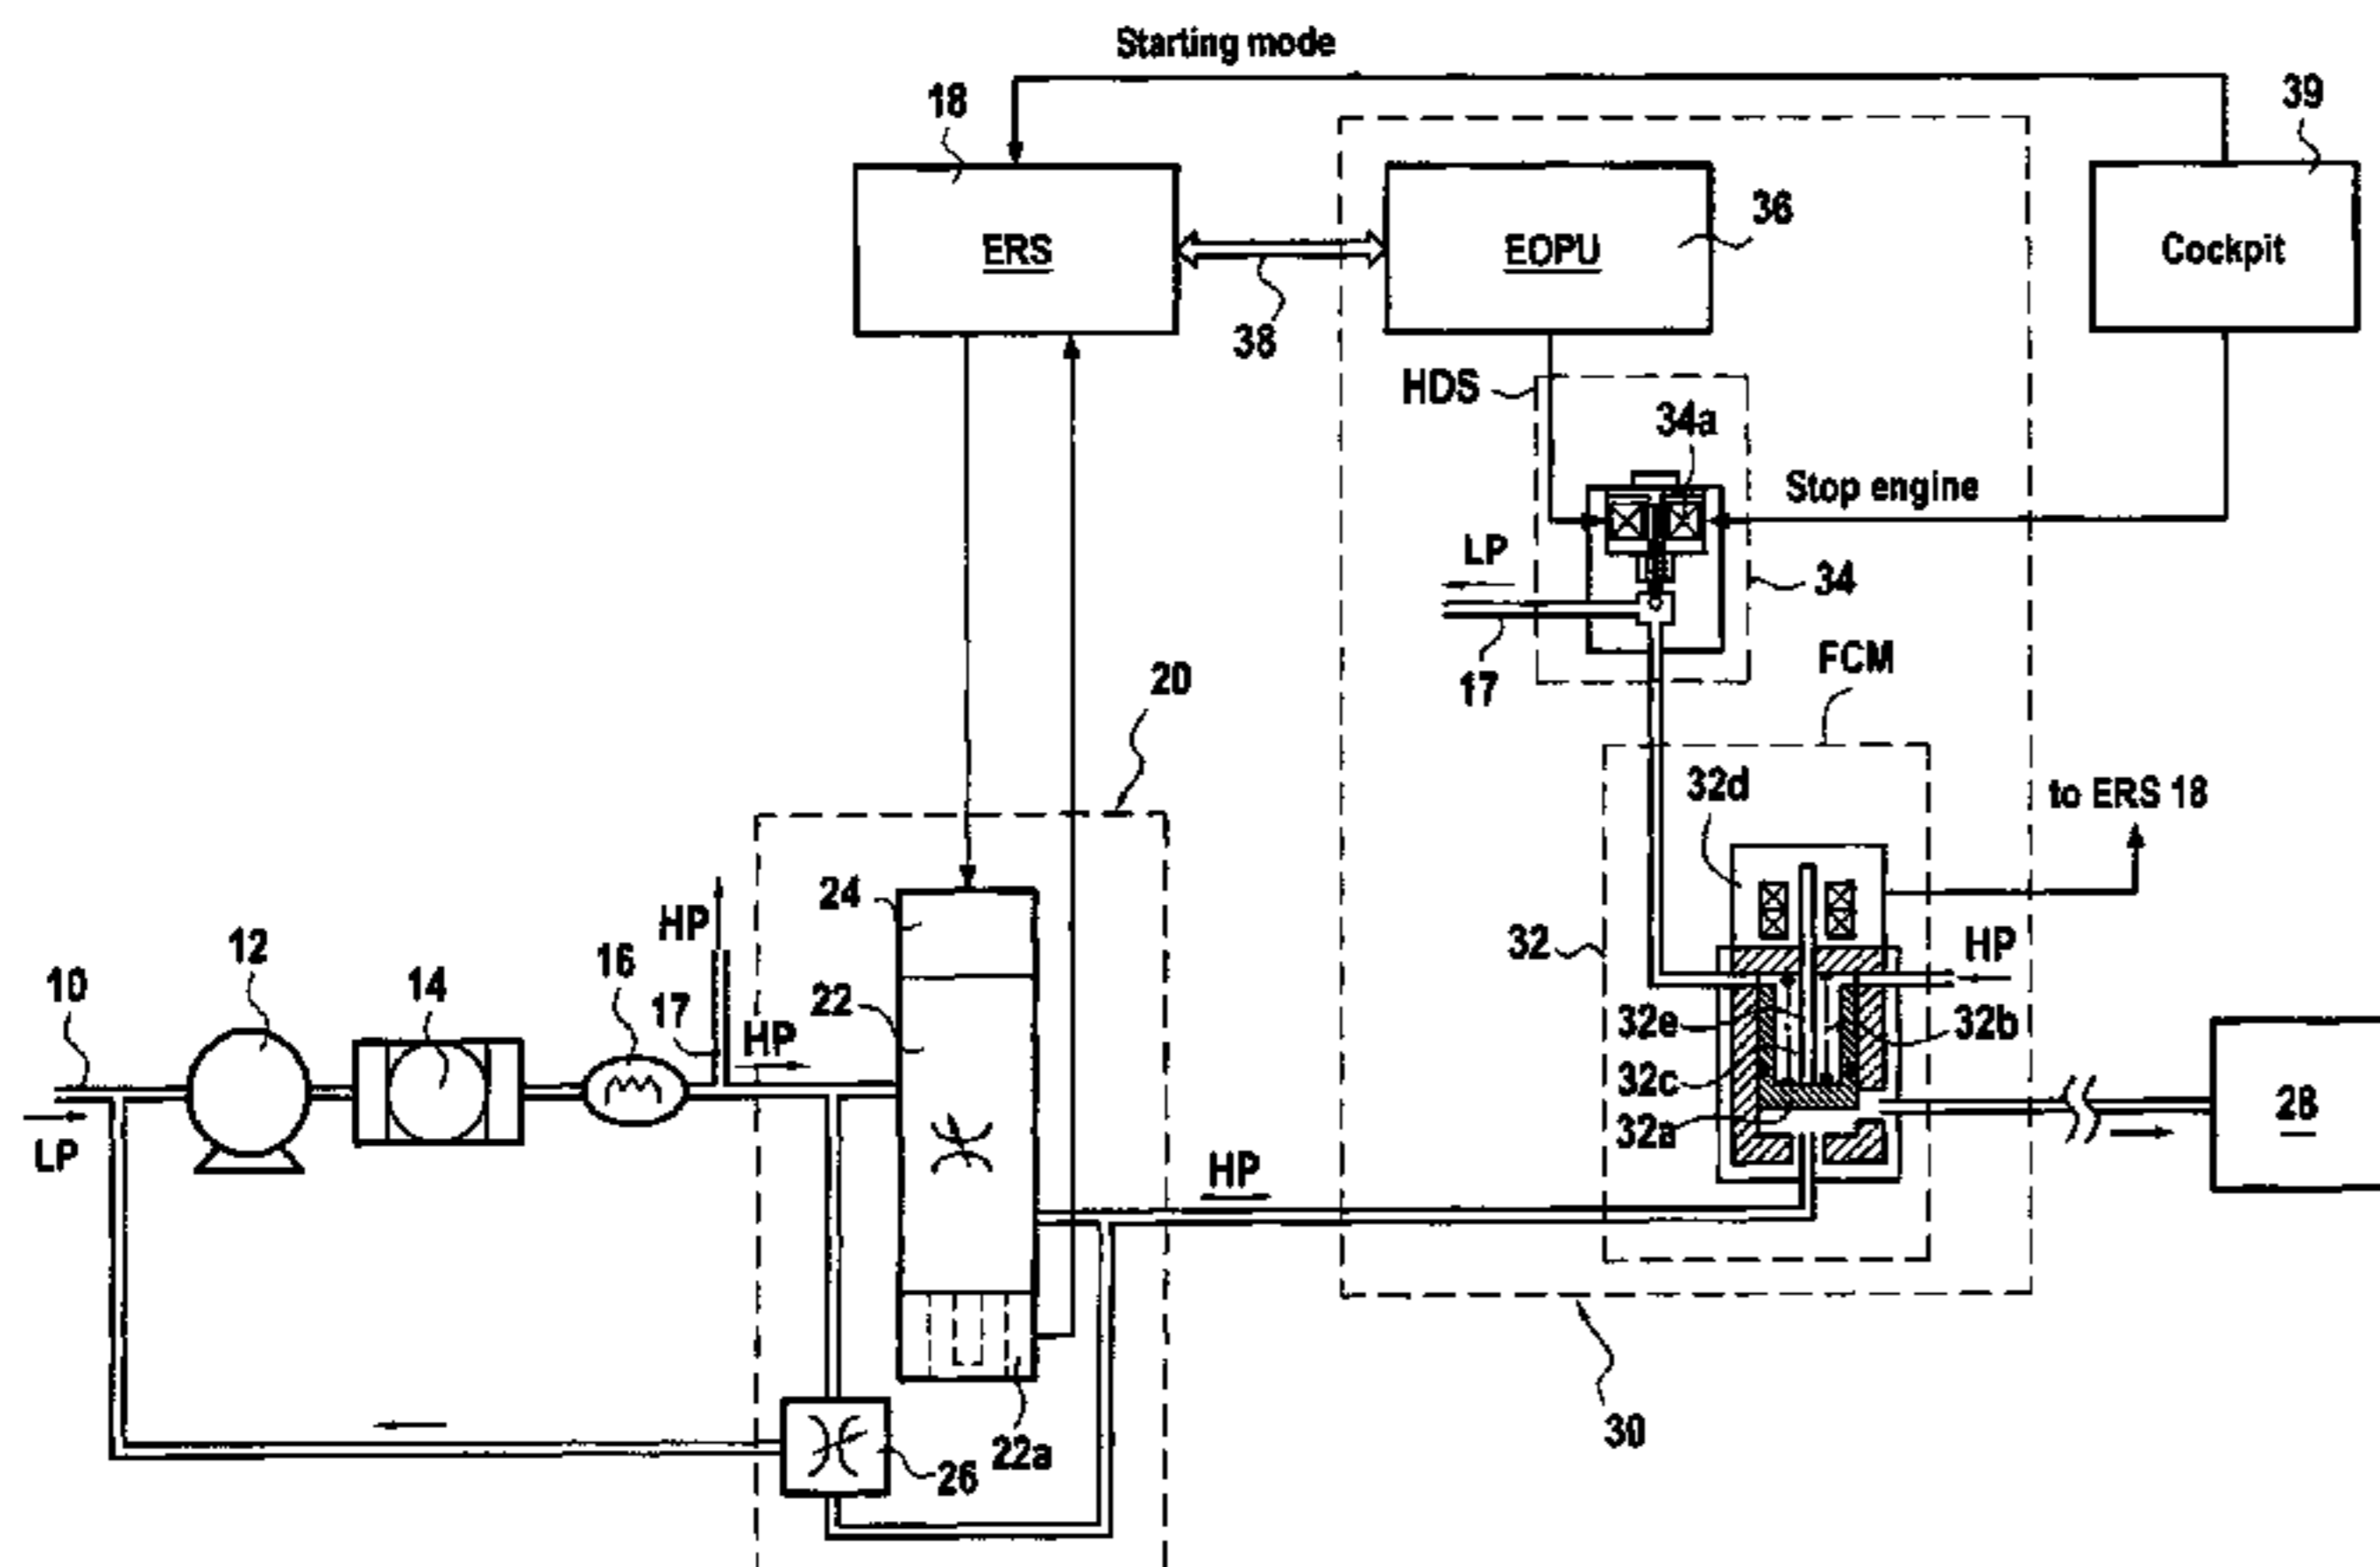 Starting mode
18
39
ERS
EOPU
36
Cockpit
38
HDS
34a
Stop engine
LP
34
17
FCM
20
32d
to ERS 18
24
HP
12
16
32
HP
10
14
17
22
HP
32e
32b
32c
28
32a
LP
HP
22a
26
30